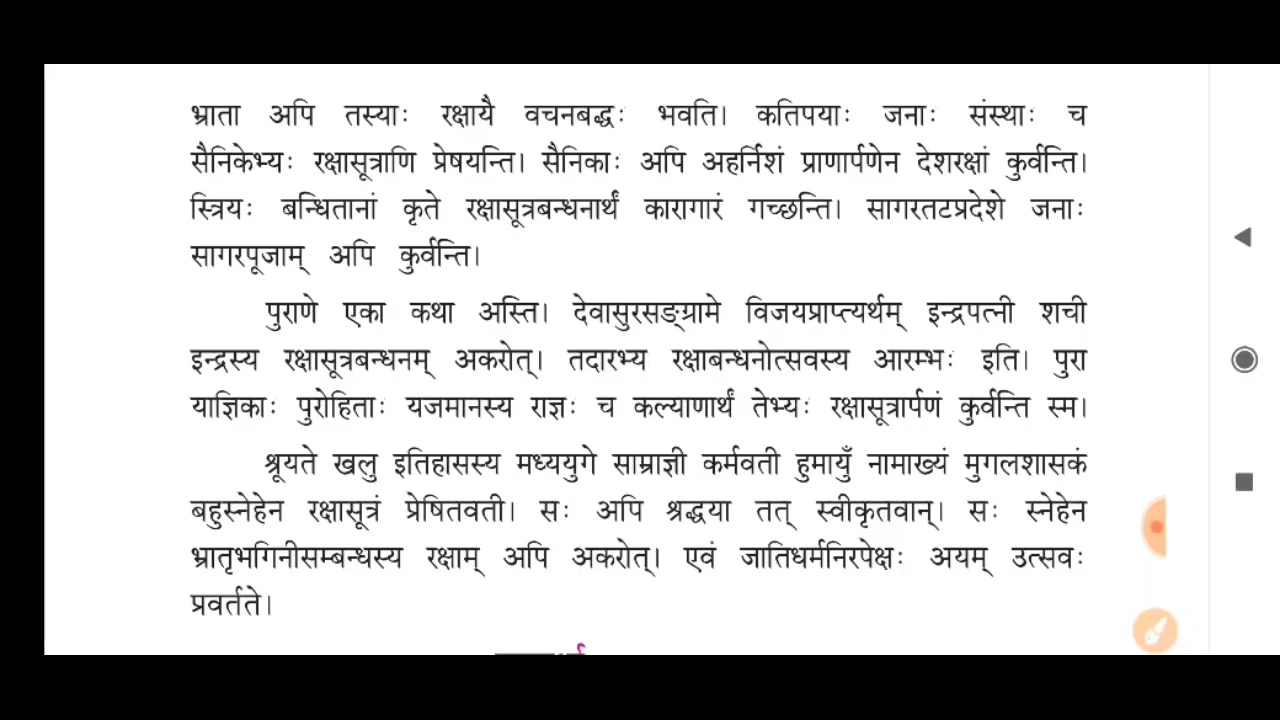 भ्राता अपि तस्याः रक्षायै वचनबद्धः भवति। कतिपयाः जनाः संस्थाः च
सैनिकेभ्यः रक्षासूत्राणि प्रेषयन्ति। सैनिकाः अपि अहर्निशं प्राणार्पणेन देशरक्षां कुर्वन्ति।
स्त्रियः बन्धितानां कृते रक्षासूत्रबन्धनार्थं कारागारं गच्छन्ति। सागरतटप्रदेशे जनाः
सागरपूजाम् अपि कुर्वन्ति।
पुराणे एका कथा अस्ति। देवासुरसङ्ग्रामे विजयप्राप्त्यर्थम् इन्द्रपत्नी शची
इन्द्रस्य रक्षासूत्रबन्धनम् अकरोत्। तदारभ्य रक्षाबन्धनोत्सवस्य आरम्भः इति। पुरा
याज्ञिकाः पुरोहिताः यजमानस्य राज्ञः च कल्याणार्थं तेभ्यः रक्षासूत्रार्पणं कुर्वन्ति स्म।
श्रूयते खलु इतिहासस्य मध्ययुगे साम्राज्ञी कर्मवती हुमायुँ नामाख्यं मुगलशासकं
बहुस्नेहेन रक्षासूत्रं प्रेषितवती। सः अपि श्रद्धया तत् स्वीकृतवान्। सः स्नेहेन
भ्रातृभगिनीसम्बन्धस्य रक्षाम् अपि अकरोत्। एवं जातिधर्मनिरपेक्षः अयम् उत्सवः
प्रवर्तते।